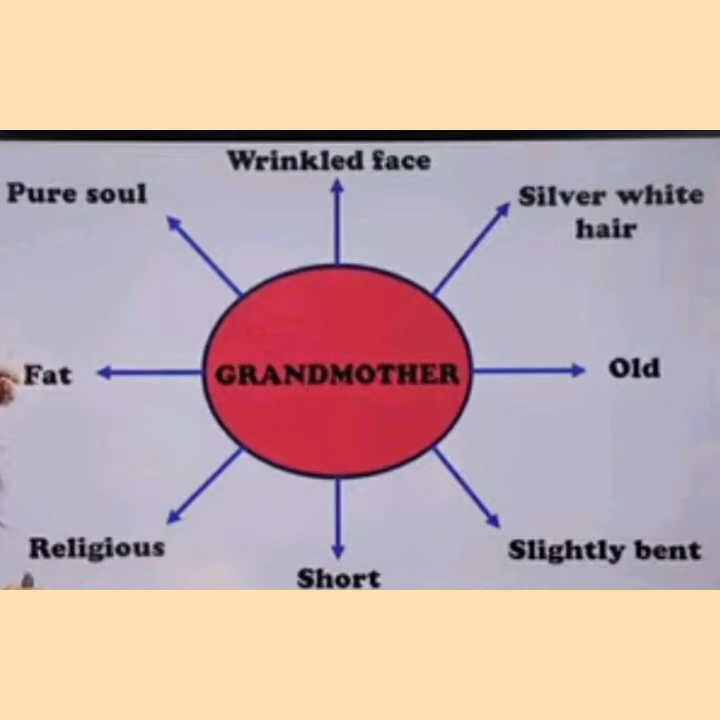 Wrinkled face
Pure soul
Silver white
hair
Fat
GRANDMOTHER
Old
Religious
Slightly bent
Short